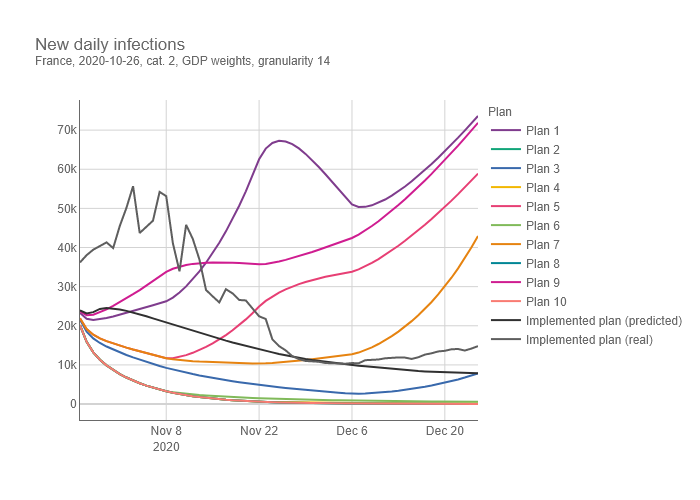 New daily infections
France, 2020-10-26, cat. 2, GDP weights, granularity 14
Plan
70k
60k
50k
40k
30k
20k
10k
0
Nov 8
2020
Nov 22
Dec 6
Dec 20
Plan 1
Plan 2
Plan 3
Plan 4
Plan 5
Plan 6
Plan 7
Plan 8
Plan 9
Plan 10
Implemented plan (predicted)
Implemented plan (real)